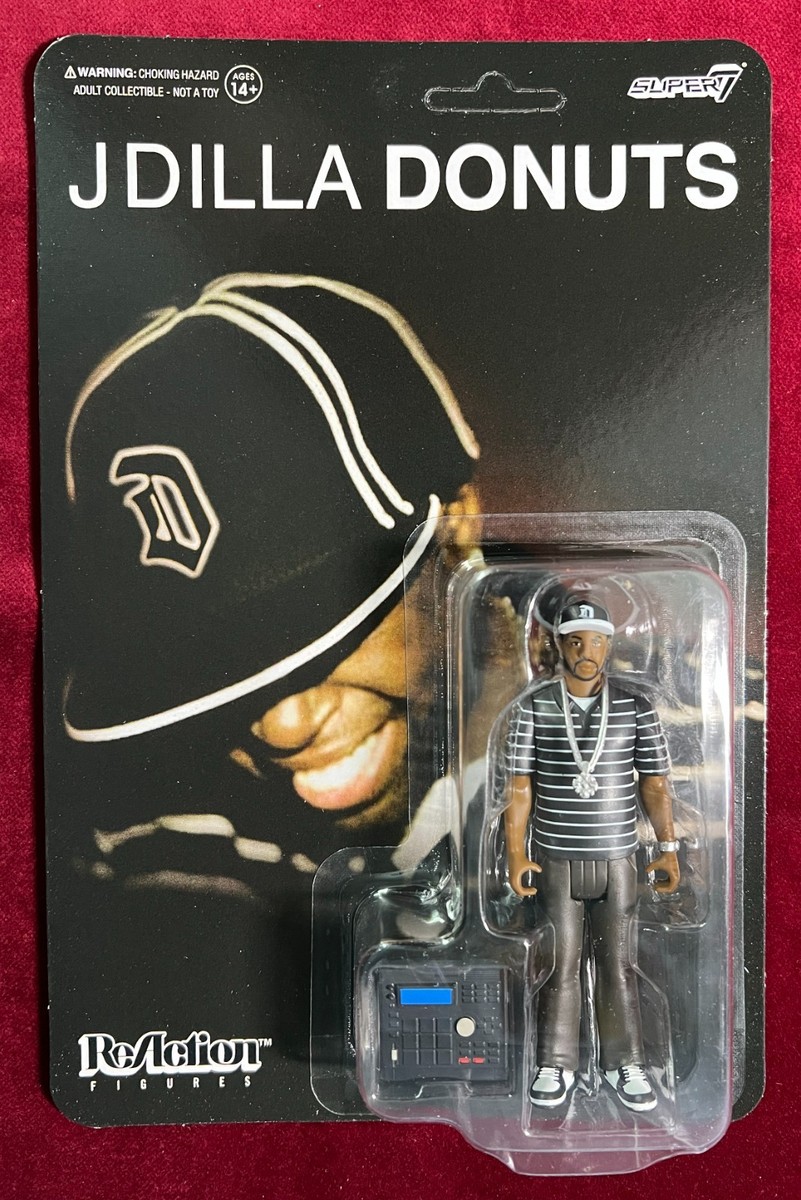 WARNING: CHOKING HAZARD
ADULT COLLECTIBLE - NOT A TOY
AGES
14+
SUPER7®
J DILLA DONUTS
D
D
ReAction™
FIGURES